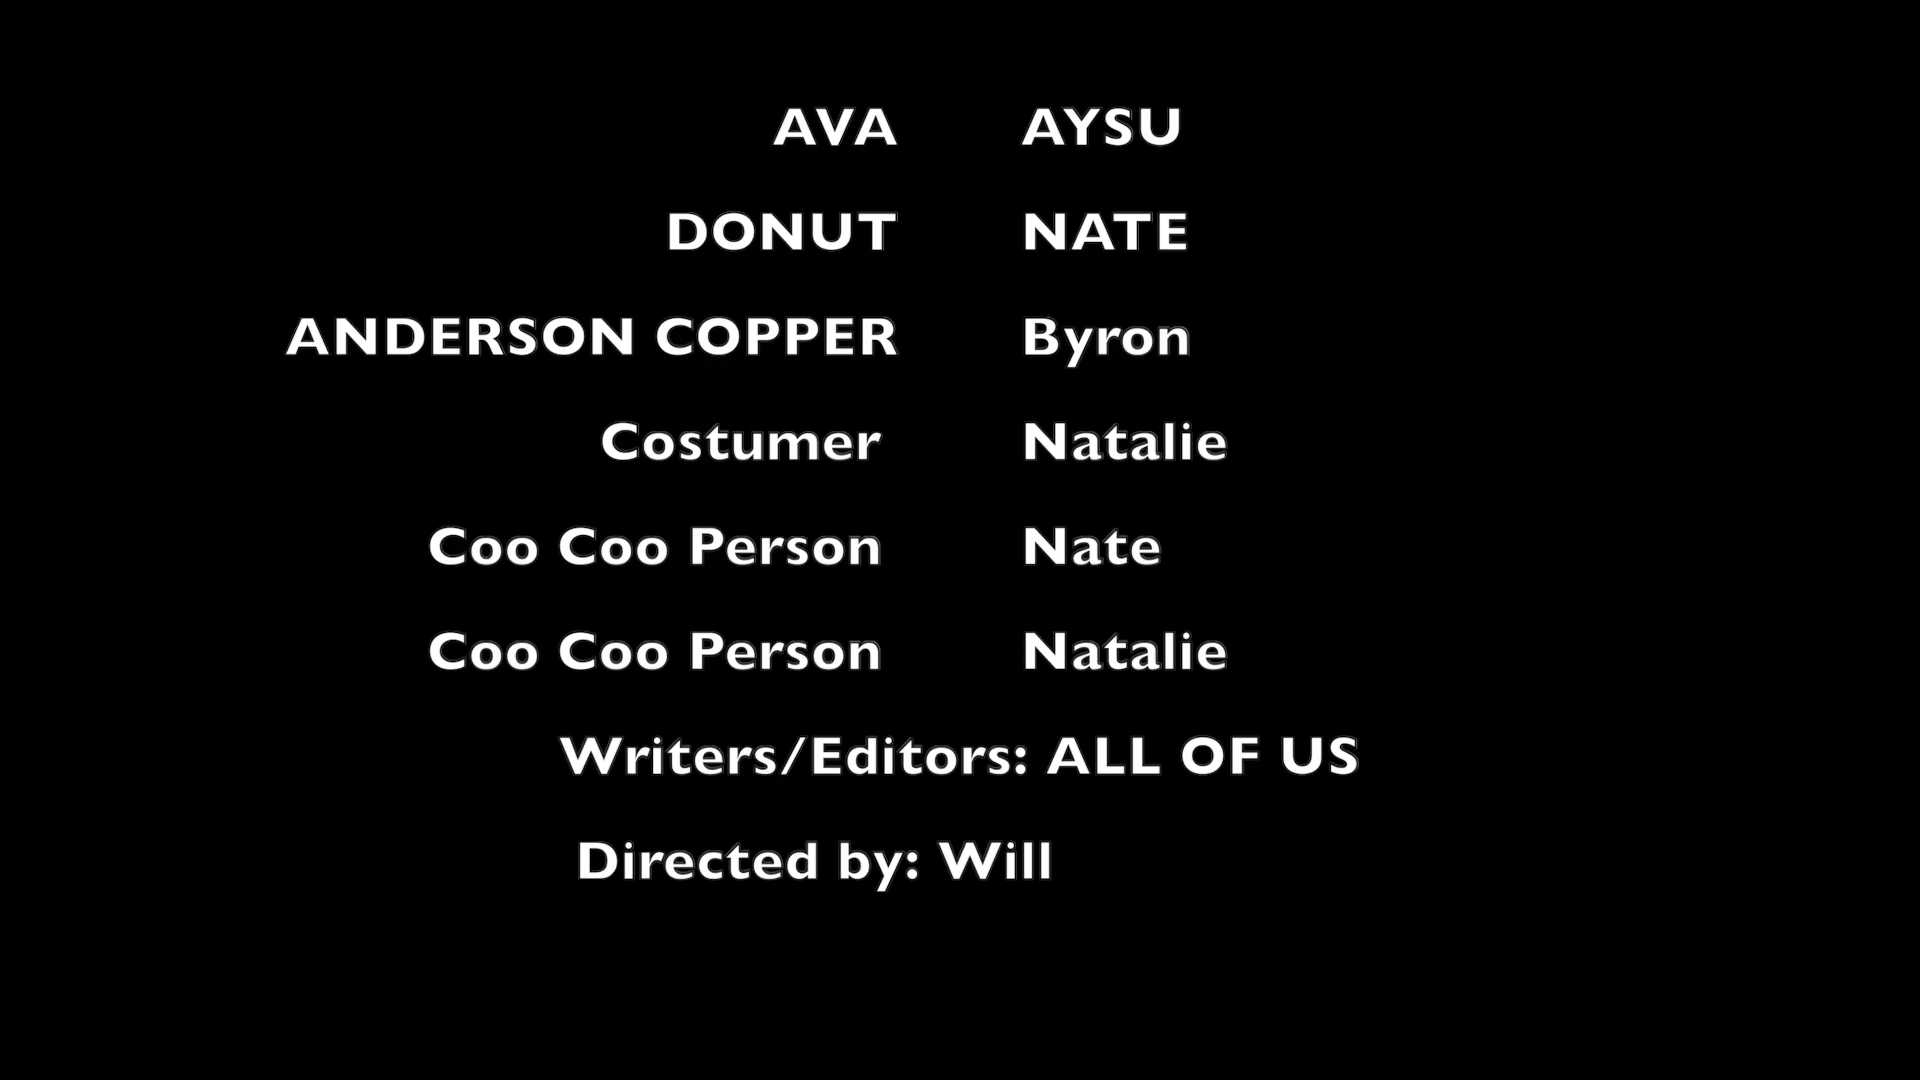 AVA AYSU
DONUT NATE
ANDERSON COPPER Byron
Costumer Natalie
Coo Coo Person Nate
Coo Coo Person Natalie
Writers/Editors: ALL OF US
Directed by: Will